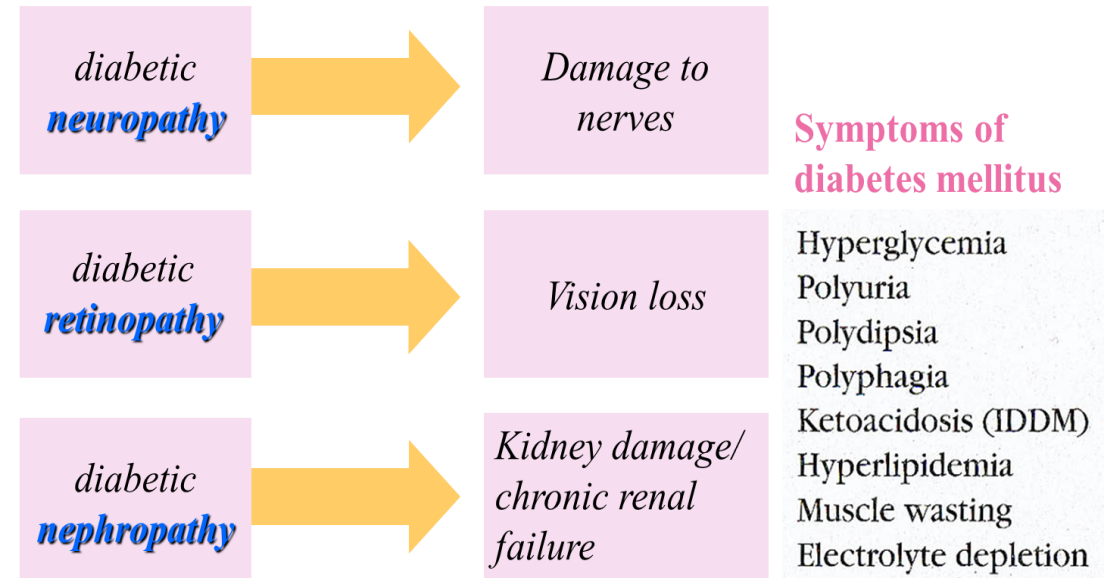 diabetic
neuropathy
Damage to
nerves
diabetic
retinopathy
Vision loss
diabetic
nephropathy
Kidney damage/
chronic renal
failure
Symptoms of
diabetes mellitus
Hyperglycemia
Polyuria
Polydipsia
Polyphagia
Ketoacidosis (IDDM)
Hyperlipidemia
Muscle wasting
Electrolyte depletion